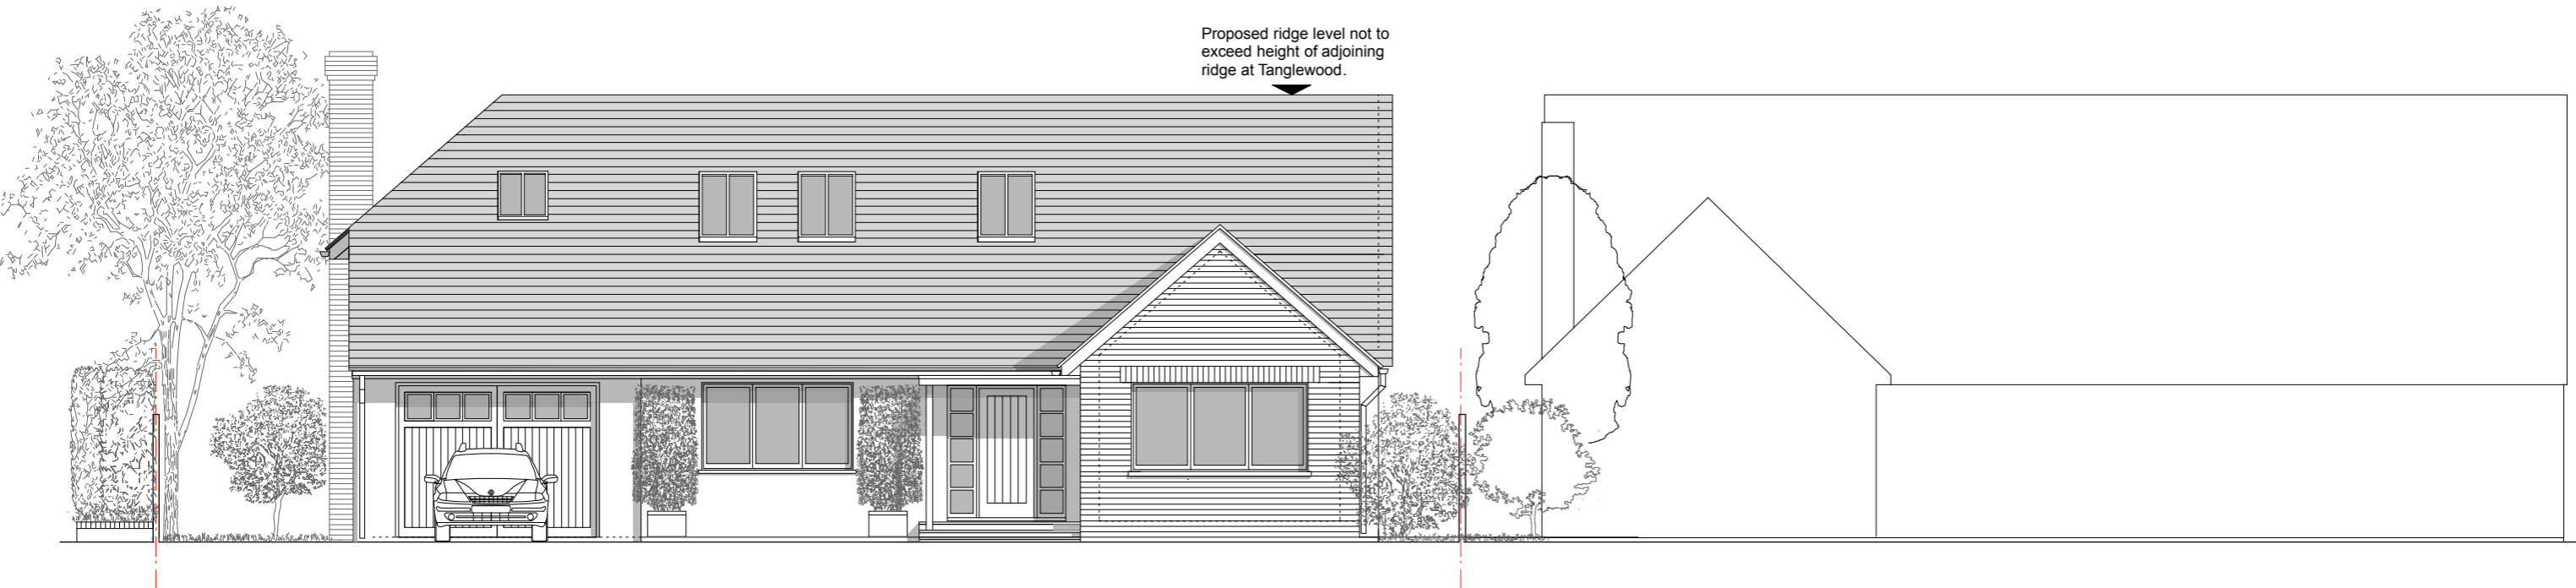 Proposed ridge level not to
exceed height of adjoining
ridge at Tanglewood.